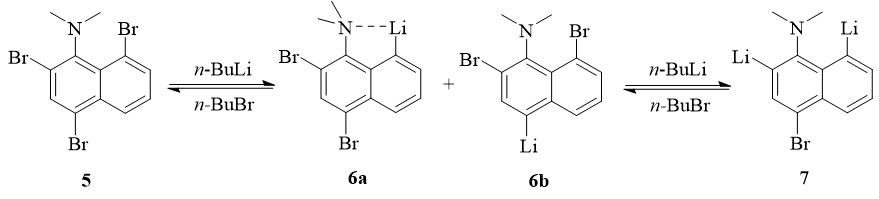 N Br Br Br
n-BuLi
n-BuBr
N Li Br Br
+
N Br Br Li
n-BuLi
n-BuBr
N Li Li Br
5 6a 6b 7